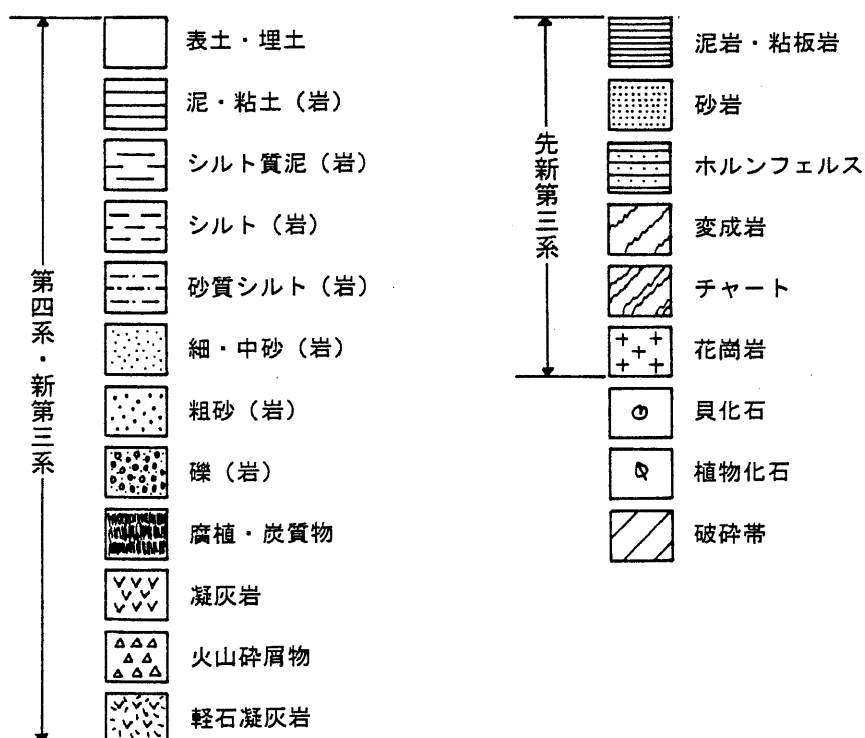 第四系・新第三系
表土・埋土
泥・粘土（岩）
シルト質泥（岩）
シルト（岩）
砂質シルト（岩）
細・中砂（岩）
粗砂（岩）
礫（岩）
腐植・炭質物
凝灰岩
火山砕屑物
軽石凝灰岩
先新第三系
泥岩・粘板岩
砂岩
ホルンフェルス
変成岩
チャート
花崗岩
貝化石
植物化石
破砕帯